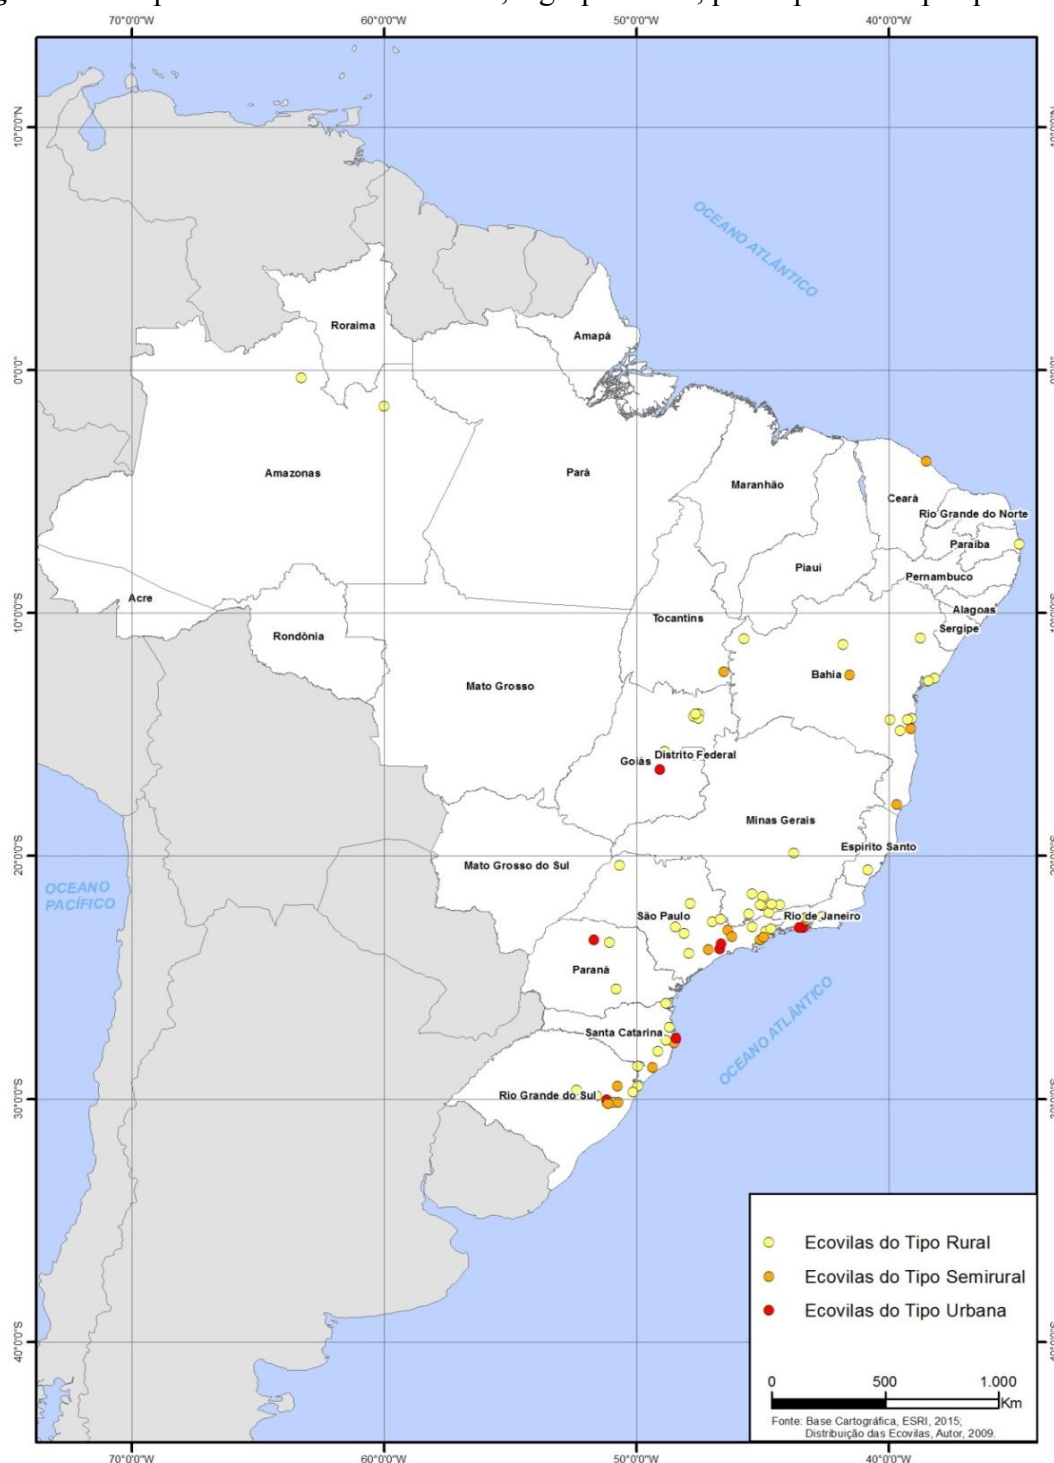 70°0'0"W 60°0'0"W 50°0'0"W 40°0'0"W
10°0'0"N
OCEANO ATLÂNTICO
Roraima
Amapá
0°0'0"
Amazonas
Pará
Maranhão
Ceará
Rio Grande do Norte
Paraíba
Piauí
Pernambuco
Acre
Alagoas
10°0'0"S
Sergipe
Tocantins
Rondônia
Bahia
Mato Grosso
Goiás
Distrito Federal
Minas Gerais
Espirito Santo
20°0'0"S
Mato Grosso do Sul
OCEANO
PACÍFICO
São Paulo
Rio de Janeiro
Paraná
OCEANO ATLÂNTICO
Santa Catarina
Rio Grande do Sul
30°0'0"S
Ecovilas do Tipo Rural
Ecovilas do Tipo Semirural
Ecovilas do Tipo Urbana
40°0'0"S
0 500 1.000
Km
Fonte: Base Cartográfica, ESRI, 2015;
Distribuição das Ecovilas, Autor, 2009.
70°0'0"W 60°0'0"W 50°0'0"W 40°0'0"W